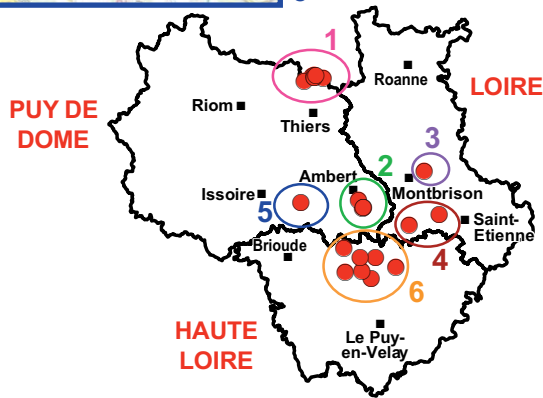 1
Roanne
LOIRE
PUY DE
DOME
Riom
Thiers
3
Ambert
2
Montbrison
Issoire
5
Saint-
Etienne
4
Brioude
6
HAUTE
LOIRE
Le Puy-
en-Velay